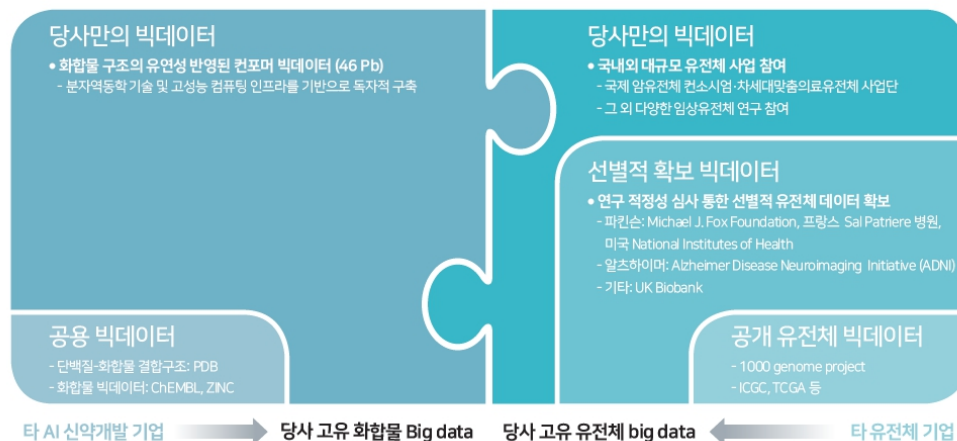 당사만의 빅데이터
• 화합물 구조의 유연성 반영된 컨포머 빅데이터 (46 Pb)
- 분자역동학 기술 및 고성능 컴퓨팅 인프라를 기반으로 독자적 구축
공용 빅데이터
- 단백질-화합물 결합구조: PDB
- 화합물 빅데이터: ChEMBL, ZINC
당사만의 빅데이터
• 국내외 대규모 유전체 사업 참여
- 국제 암유전체 컨소시엄·차세대맞춤의료유전체 사업단
- 그 외 다양한 임상유전체 연구 참여
선별적 확보 빅데이터
• 연구 적정성 심사 통한 선별적 유전체 데이터 확보
- 파킨슨: Michael J. Fox Foundation, 프랑스 Sal Patriere 병원,
미국 National Institutes of Health
- 알츠하이머: Alzheimer Disease Neuroimaging Initiative (ADNI)
- 기타: UK Biobank
공개 유전체 빅데이터
- 1000 genome project
- ICGC, TCGA 등
타 AI 신약개발 기업
당사 고유 화합물 Big data
당사 고유 유전체 big data
타 유전체 기업